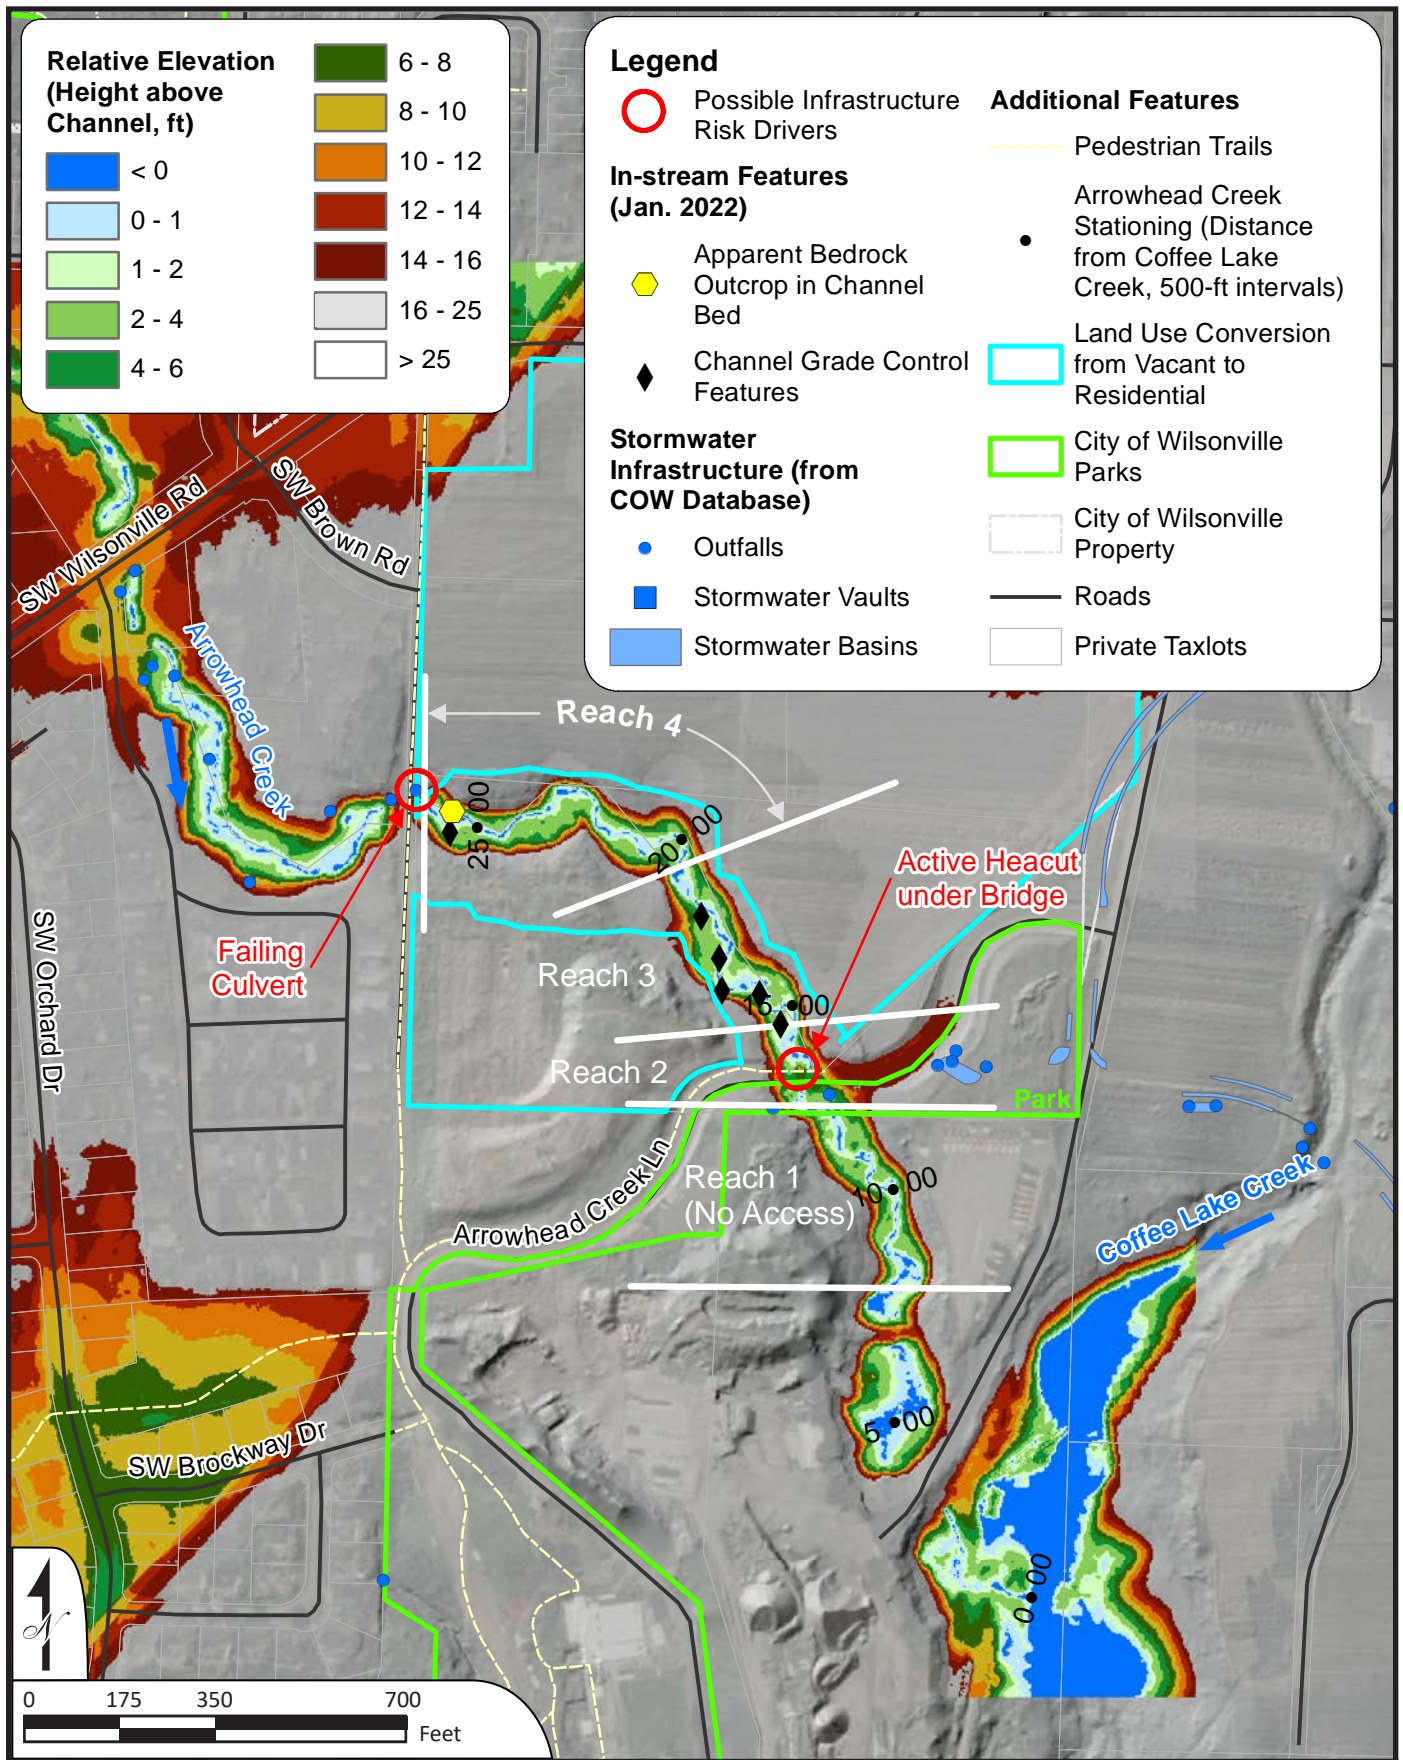 Relative Elevation
(Height above
Channel, ft)
< 0
0 - 1
1 - 2
2 - 4
4 - 6
6 - 8
8 - 10
10 - 12
12 - 14
14 - 16
16 - 25
> 25
Legend
Possible Infrastructure
Risk Drivers
In-stream Features
(Jan. 2022)
Apparent Bedrock
Outcrop in Channel
Bed
Channel Grade Control
Features
Stormwater
Infrastructure (from
COW Database)
Outfalls
Stormwater Vaults
Stormwater Basins
Additional Features
Pedestrian Trails
Arrowhead Creek
Stationing (Distance
from Coffee Lake
Creek, 500-ft intervals)
Land Use Conversion
from Vacant to
Residential
City of Wilsonville
Parks
City of Wilsonville
Property
Roads
Private Taxlots
SW Wilsonville Rd
SW Brown Rd
Arrowhead Creek
Reach 4
25 00
20 00
Active Heacut
under Bridge
Failing
Culvert
SW Orchard Dr
Reach 3
15 00
Reach 2
Park
Reach 1
(No Access)
10 00
Arrowhead Creek Ln
Coffee Lake Creek
5 00
SW Brockway Dr
0 00
N
0 175 350 700
Feet